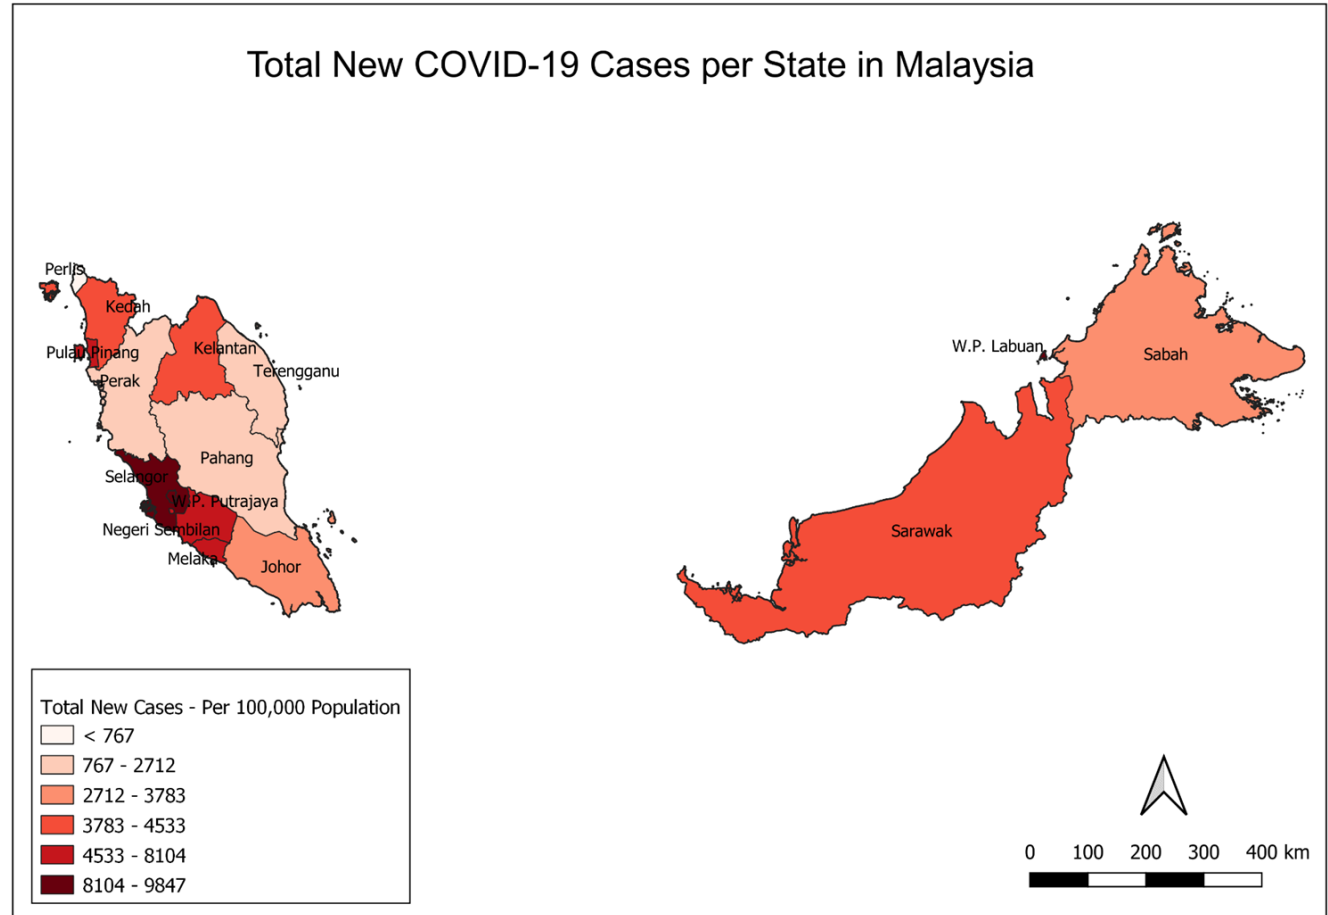 Total New COVID-19 Cases per State in Malaysia
Perlis
Kedah
Pulau Pinang
Kelantan
Perak
Terengganu
Pahang
Selangor
W.P. Putrajaya
Negeri Sembilan
Melaka
Johor
W.P. Labuan
Sabah
Sarawak
Total New Cases - Per 100,000 Population
< 767
767 - 2712
2712 - 3783
3783 - 4533
4533 - 8104
8104 - 9847
0 100 200 300 400 km